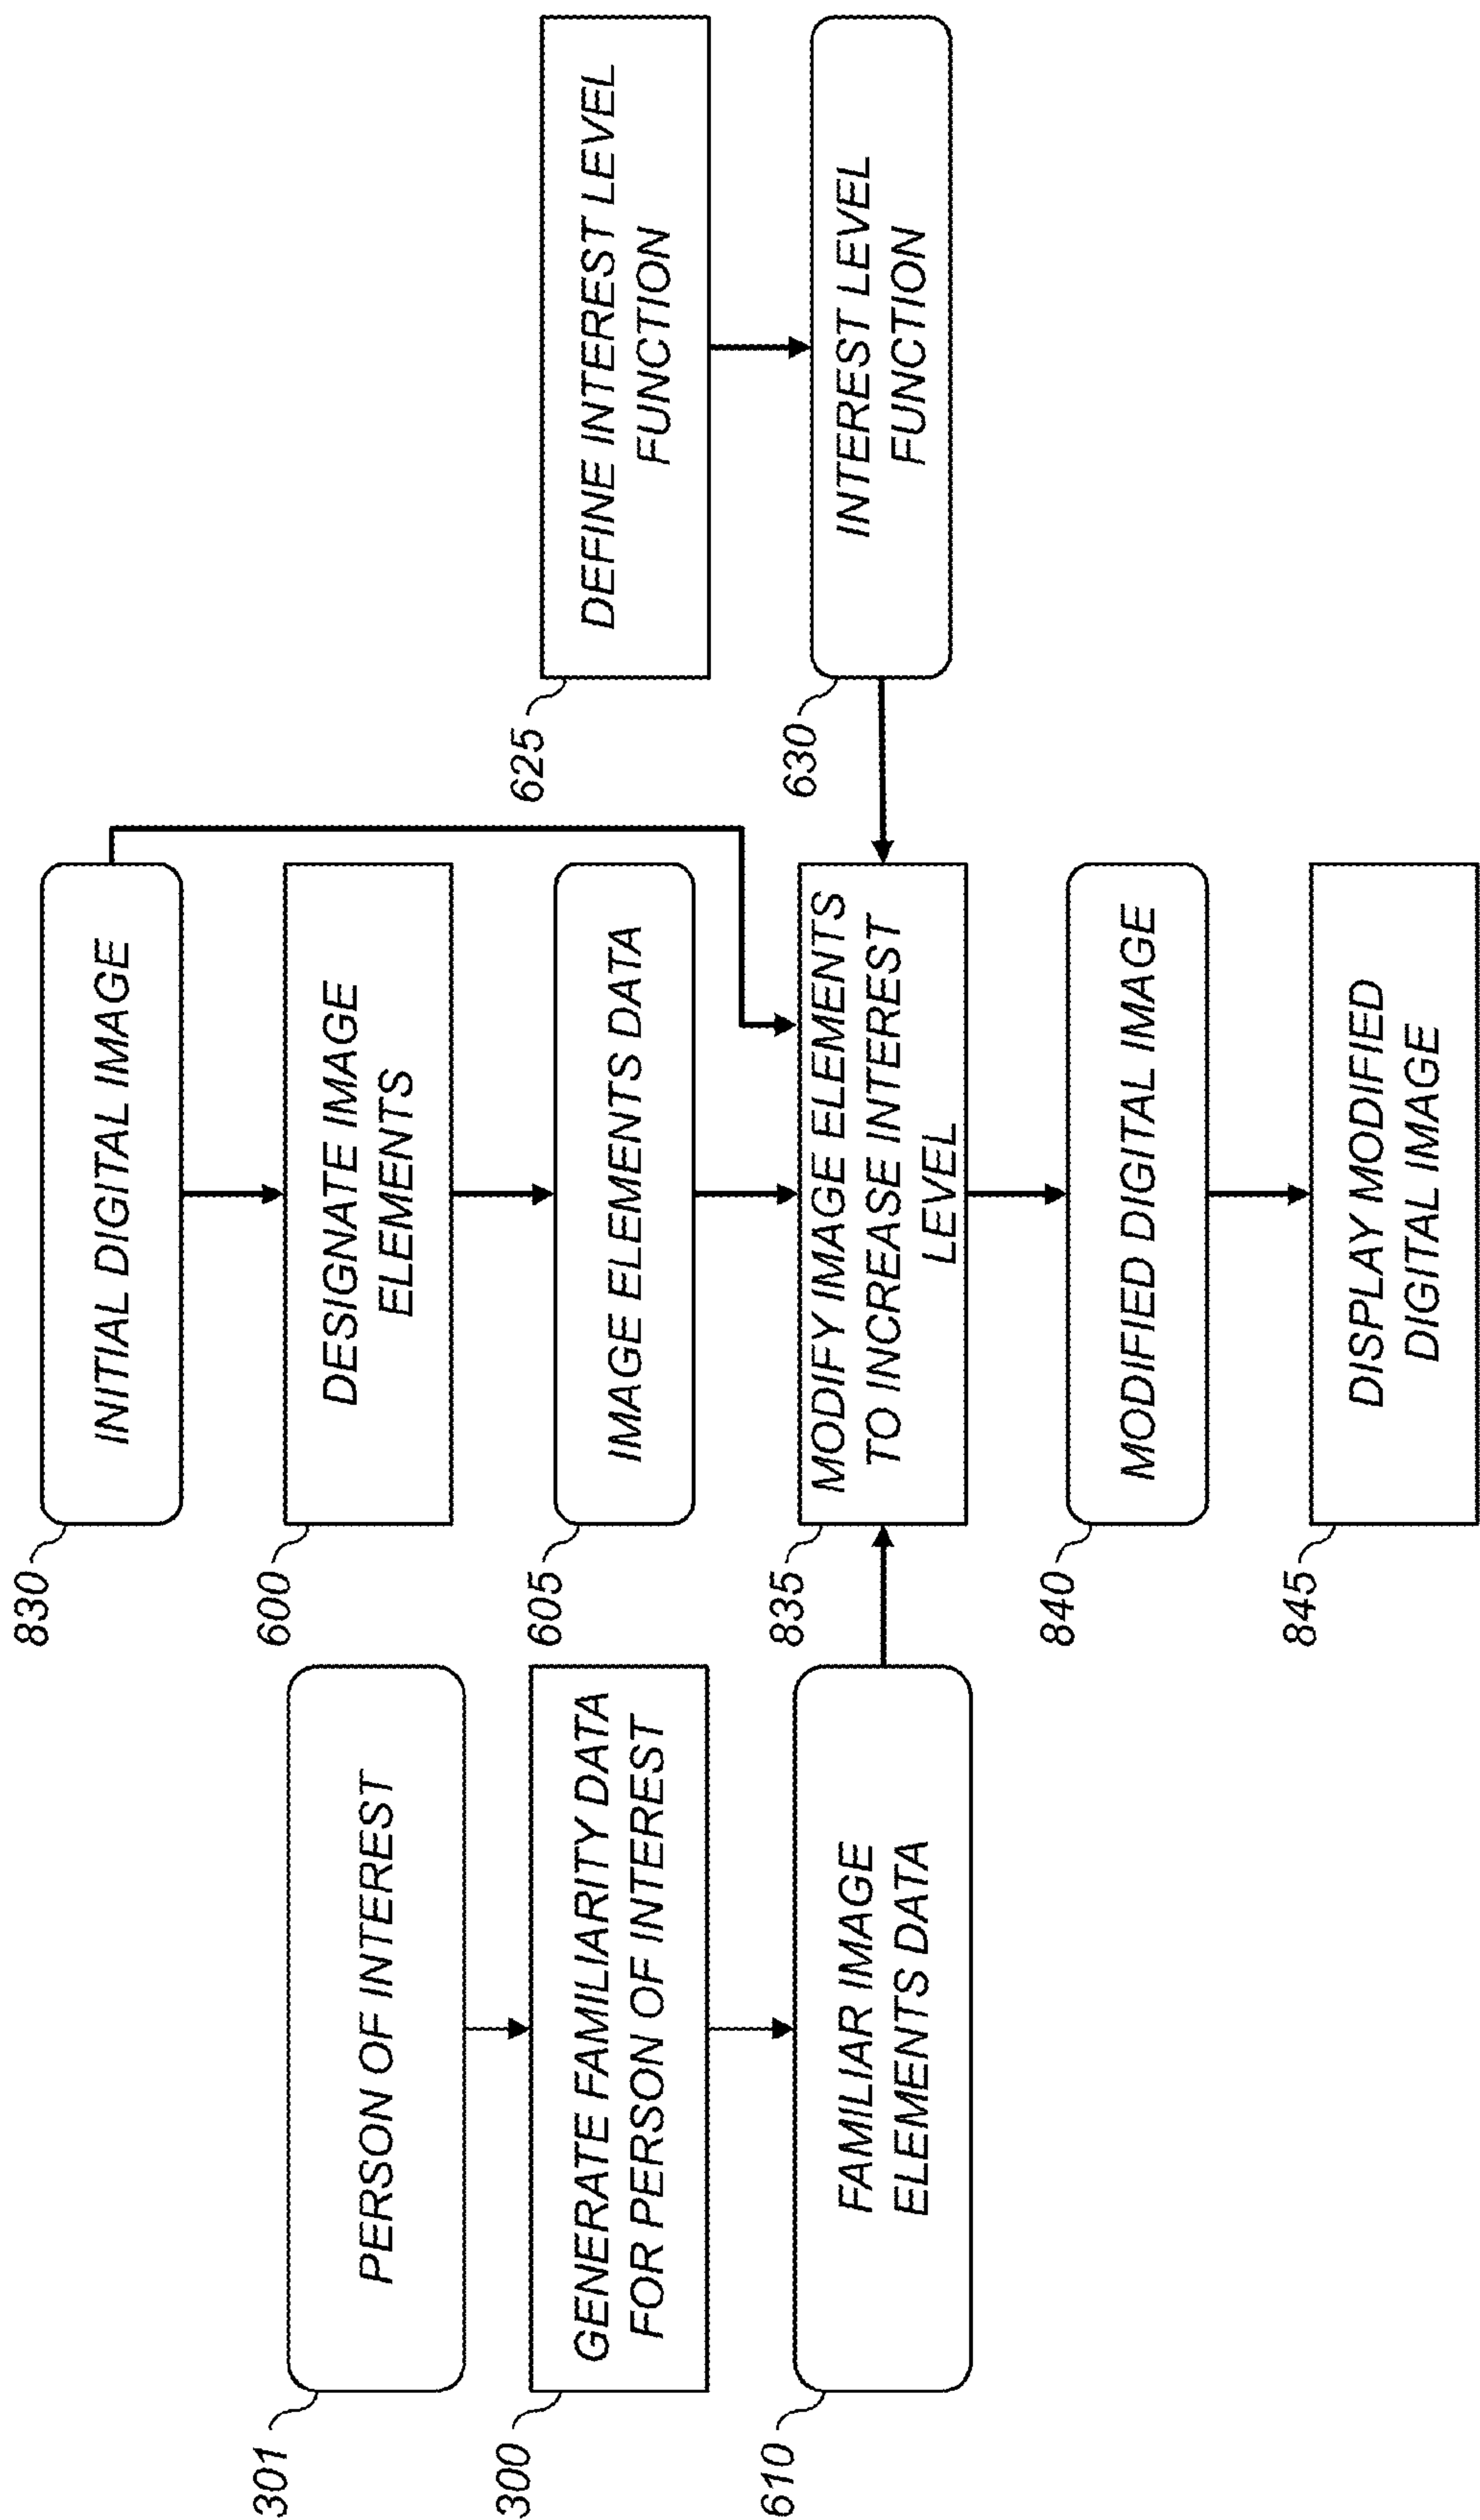 301
PERSON OF INTEREST
300
GENERATE FAMILIARITY DATA
FOR PERSON OF INTEREST
610
FAMILIAR IMAGE
ELEMENTS DATA
830
INITIAL DIGITAL IMAGE
600
DESIGNATE IMAGE
ELEMENTS
605
IMAGE ELEMENTS DATA
835
MODIFY IMAGE ELEMENTS
TO INCREASE INTEREST
LEVEL
840
MODIFIED DIGITAL IMAGE
845
DISPLAY MODIFIED
DIGITAL IMAGE
625
DEFINE INTEREST LEVEL
FUNCTION
630
INTEREST LEVEL
FUNCTION